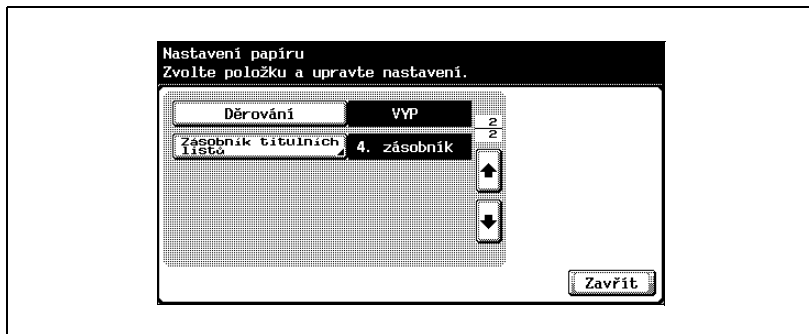 Nastavení papíru
Zvolte položku a upravte nastavení.
Děrování VYP
2
2
Zásobník titulních
listů
4. zásobník
Zavřít